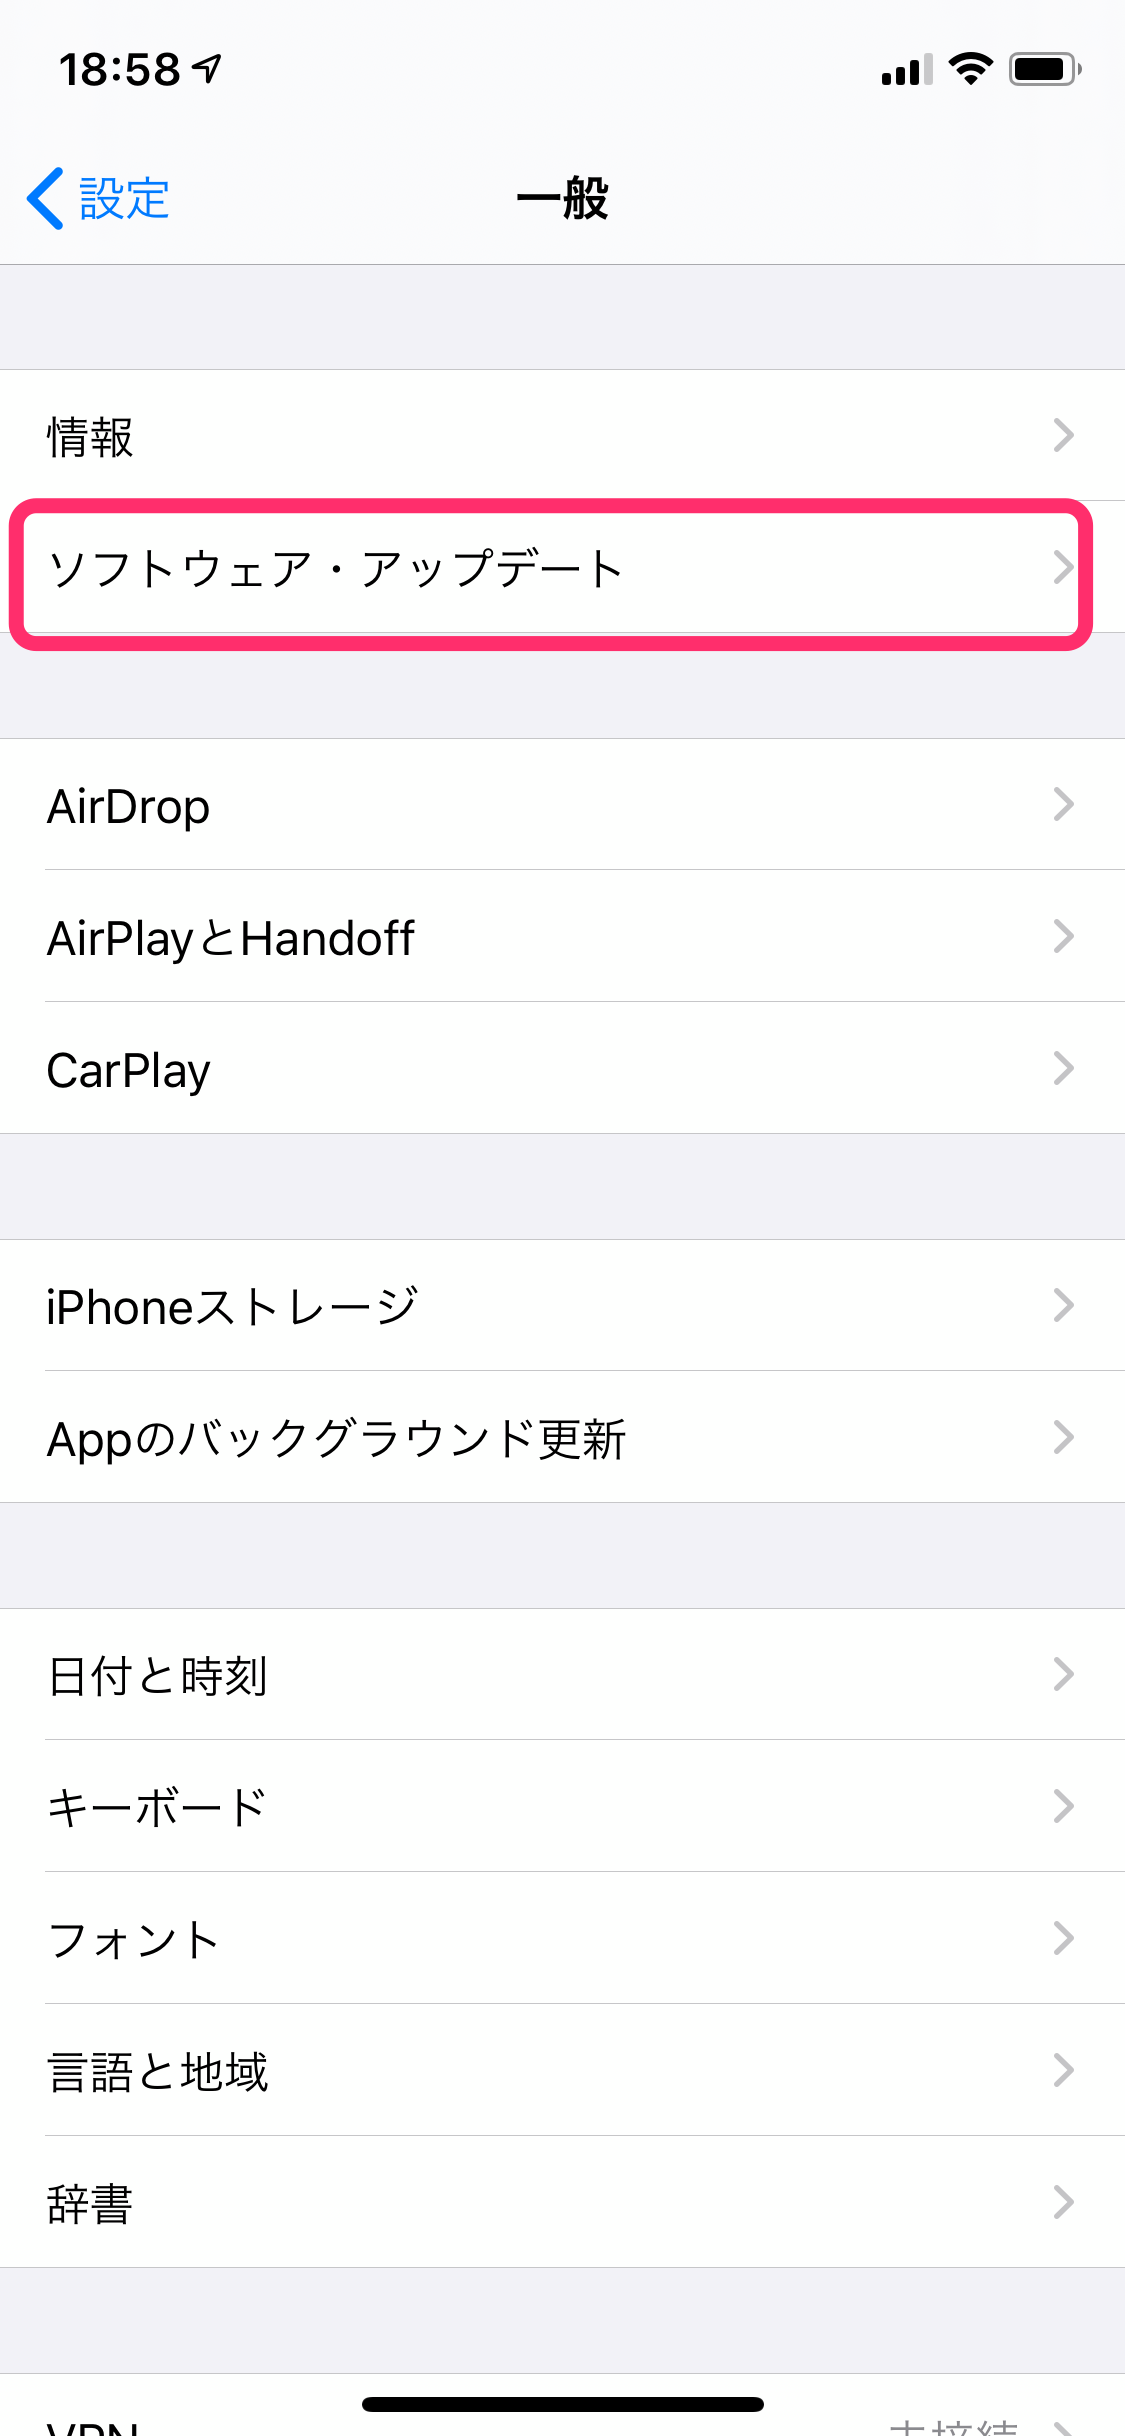 18:58
設定
一般
情報
ソフトウェア・アップデート
AirDrop
AirPlayとHandoff
CarPlay
iPhoneストレージ
Appのバックグラウンド更新
日付と時刻
キーボード
フォント
言語と地域
辞書
VPN
未接続